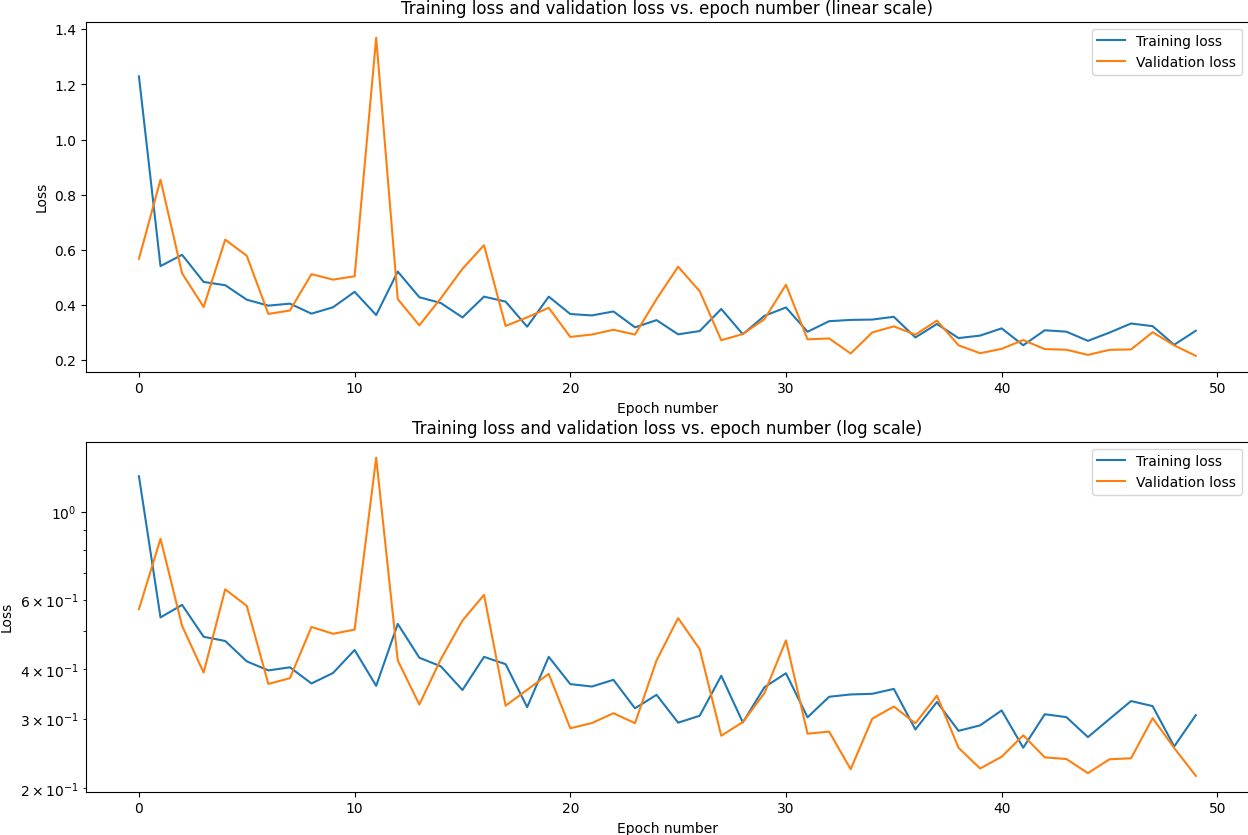 Training loss and validation loss vs. epoch number (linear scale)
1.4
1.2
1.0
0.8
0.6
0.4
0.2
Loss
Training loss
Validation loss
0 10 20 30 40 50
Epoch number
Training loss and validation loss vs. epoch number (log scale)
10⁰
6 × 10⁻¹
4 × 10⁻¹
3 × 10⁻¹
2 × 10⁻¹
Loss
Training loss
Validation loss
0 10 20 30 40 50
Epoch number